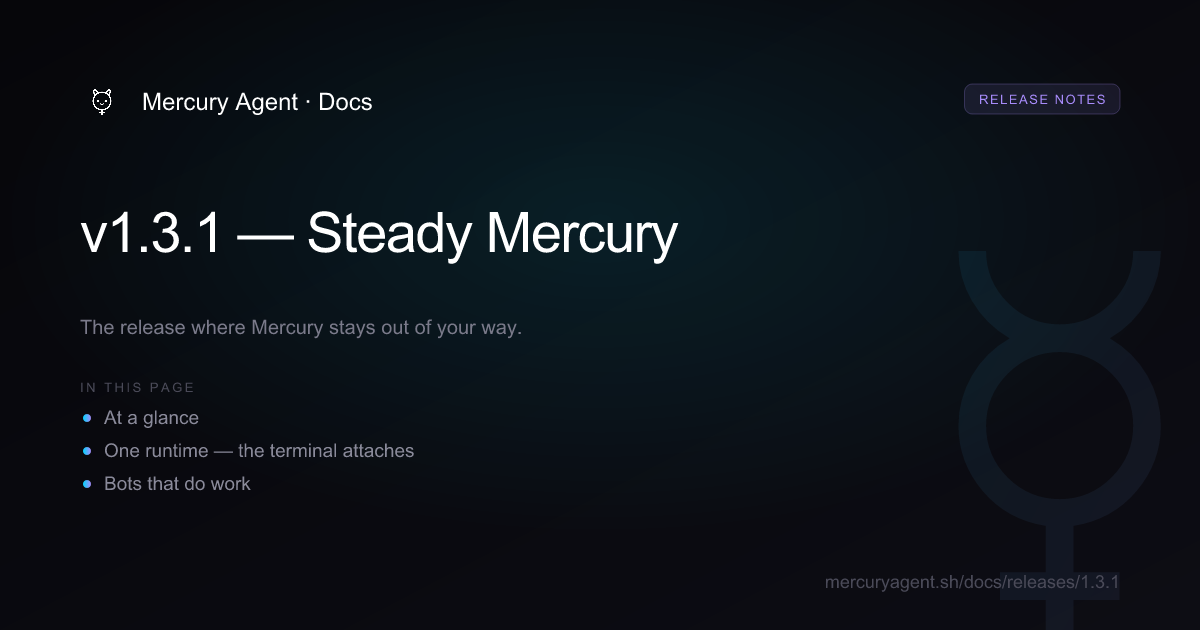 Mercury Agent · Docs
RELEASE NOTES
v1.3.1 — Steady Mercury
The release where Mercury stays out of your way.
IN THIS PAGE
At a glance
One runtime — the terminal attaches
Bots that do work
mercuryagent.sh/docs/releases/1.3.1